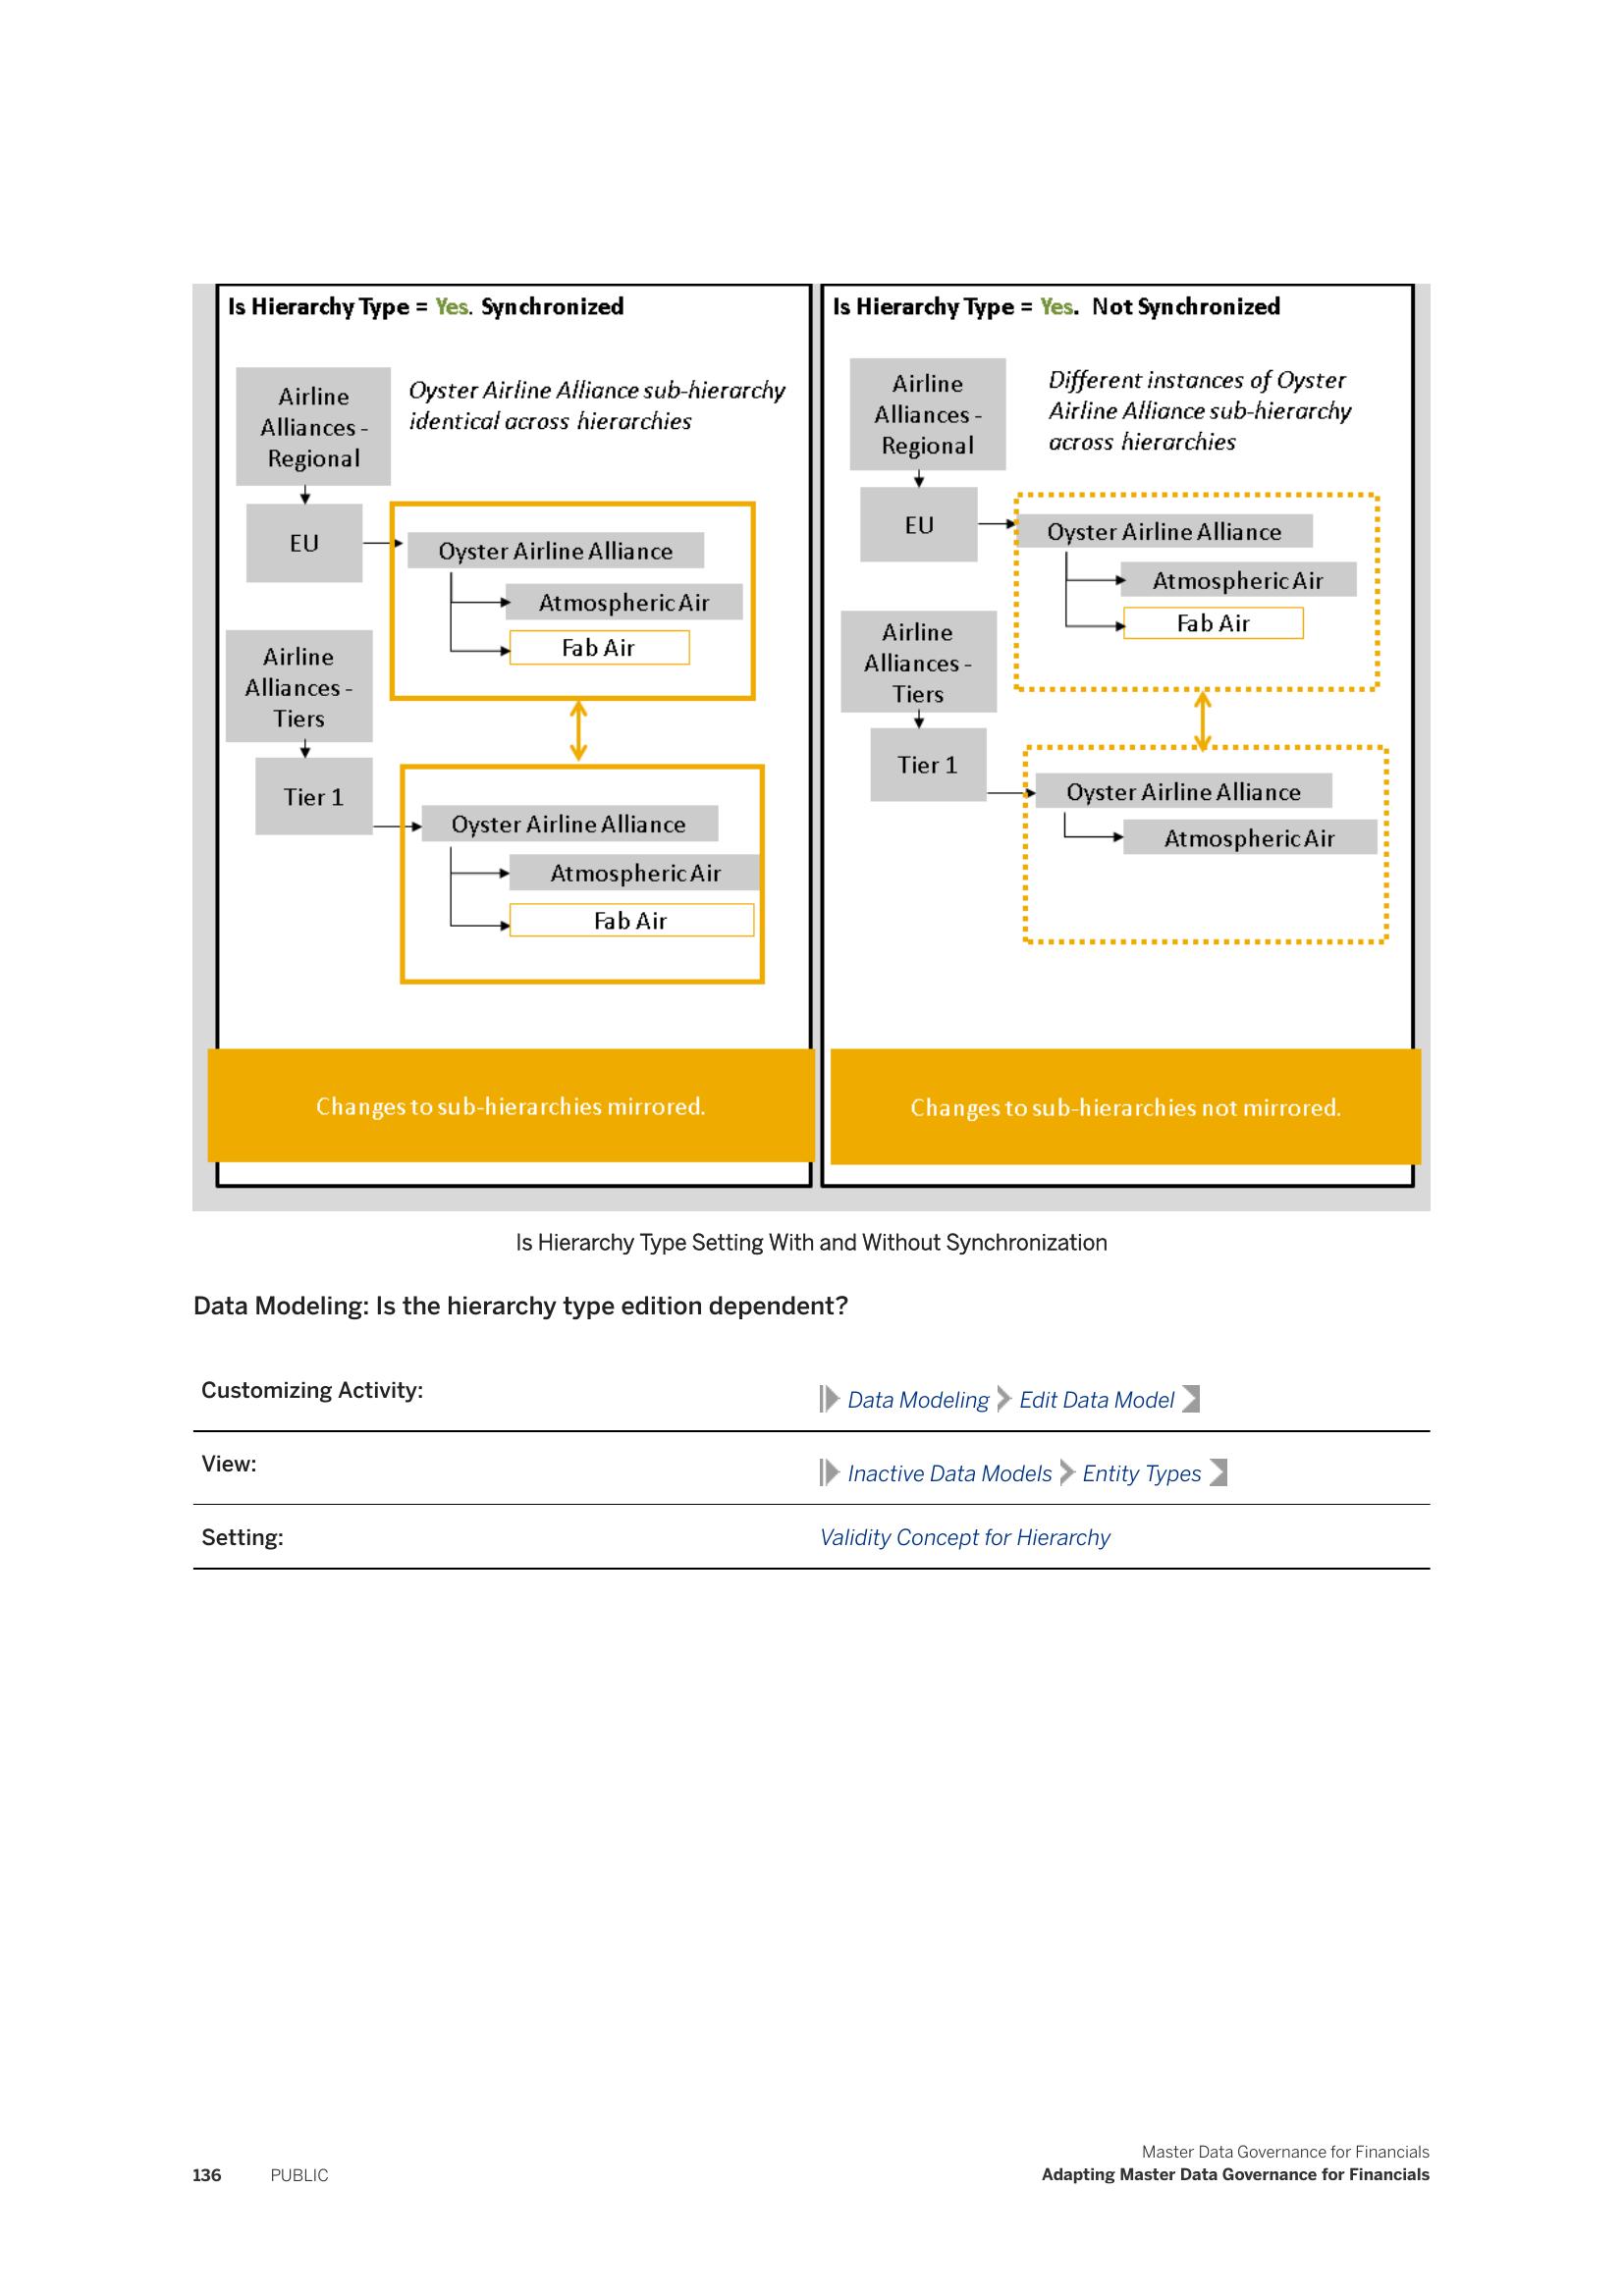 Is Hierarchy Type = Yes. Synchronized
Airline
Alliances -
Regional
Oyster Airline Alliance sub-hierarchy
identical across hierarchies
EU
Oyster Airline Alliance
Atmospheric Air
Fab Air
Airline
Alliances -
Tiers
Tier 1
Oyster Airline Alliance
Atmospheric Air
Fab Air
Changes to sub-hierarchies mirrored.
Is Hierarchy Type = Yes. Not Synchronized
Airline
Alliances -
Regional
Different instances of Oyster
Airline Alliance sub-hierarchy
across hierarchies
EU
Oyster Airline Alliance
Atmospheric Air
Fab Air
Airline
Alliances -
Tiers
Tier 1
Oyster Airline Alliance
Atmospheric Air
Changes to sub-hierarchies not mirrored.
Is Hierarchy Type Setting With and Without Synchronization
Data Modeling: Is the hierarchy type edition dependent?
Customizing Activity: Data Modeling Edit Data Model
View: Inactive Data Models Entity Types
Setting: Validity Concept for Hierarchy
136 PUBLIC
Master Data Governance for Financials
Adapting Master Data Governance for Financials